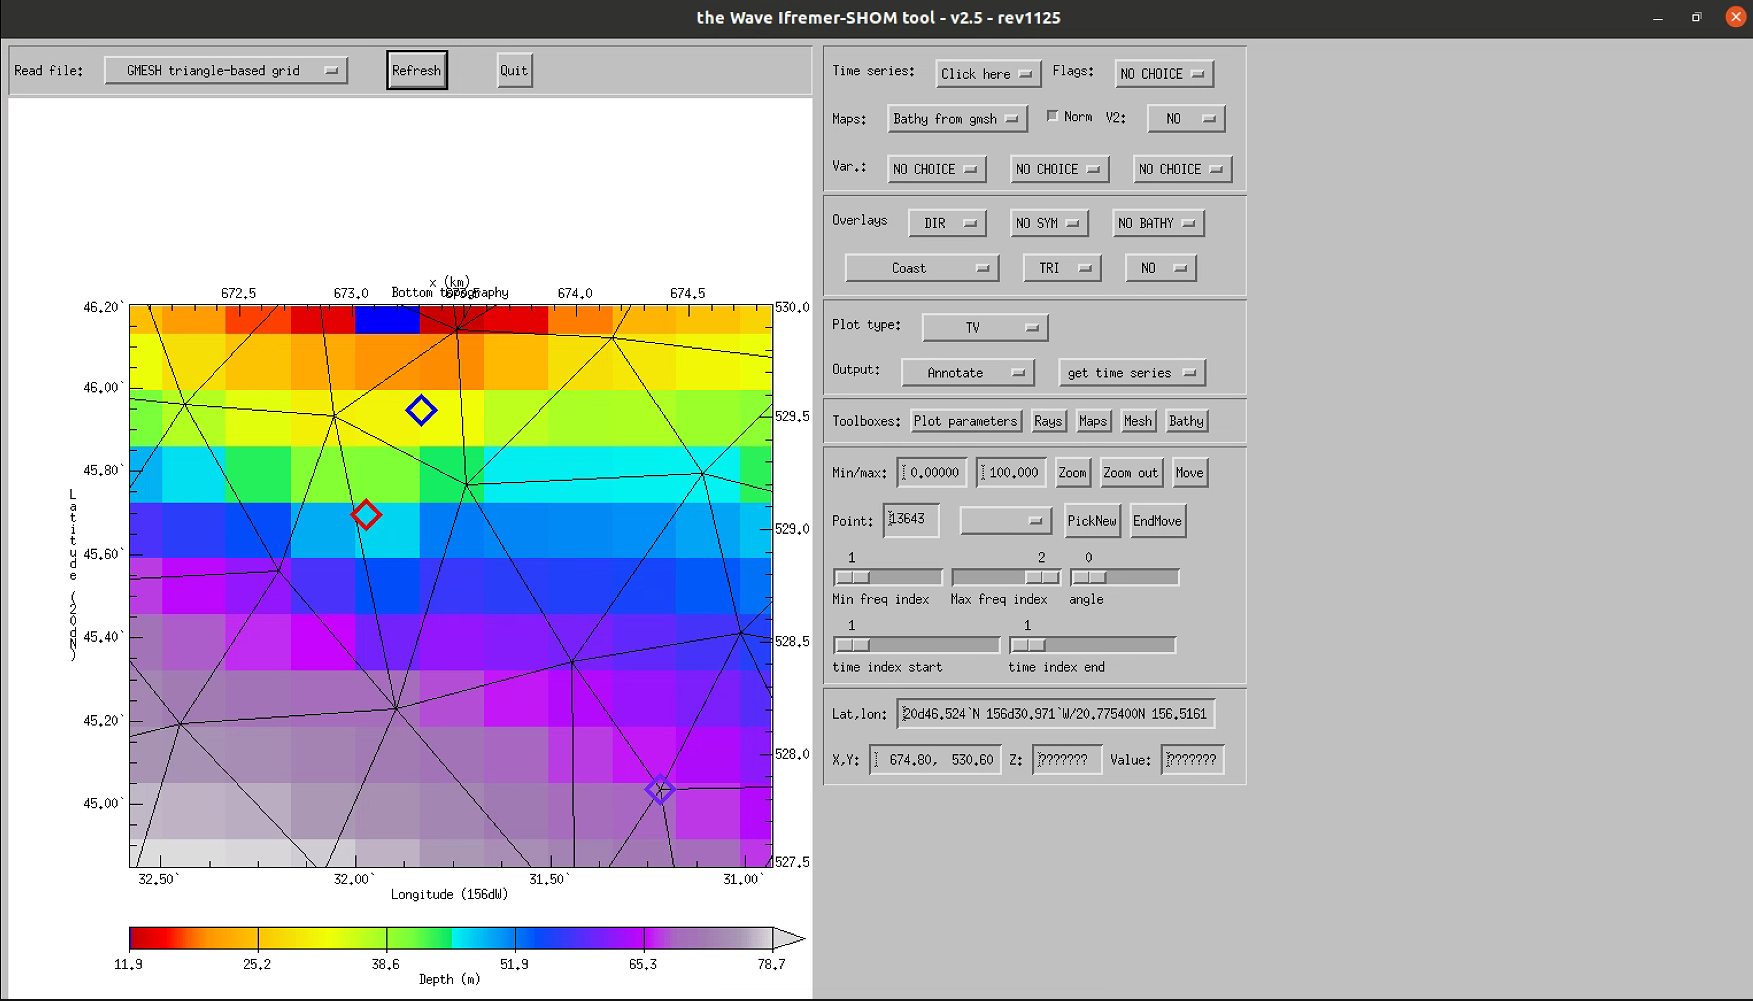 the Wave Ifremer-SHOM tool - v2.5 - rev1125
Read file: GMESH triangle-based grid Refresh Quit
Time series: Click here Flags: NO CHOICE
Maps: Bathy from gmsh Norm V2: NO
Var.: NO CHOICE NO CHOICE NO CHOICE
Overlays DIR NO SYM NO BATHY
Coast TRI NO
Plot type: TV
Output: Annotate get time series
Toolboxes: Plot parameters Rays Maps Mesh Bathy
Min/max: 0.00000 100.000 Zoom Zoom out Move
Point: 13643 PickNew EndMove
1 2 0
Min freq index Max freq index angle
1 1
time index start time index end
Lat,lon: 20d46.524`N 156d30.971`W/20.775400N 156.5161
X,Y: 674.80, 530.60 Z: ??????? Value: ???????
x (km)
672.5 673.0 673.5 674.0 674.5
Bottom topography
46.20`
46.00`
45.80`
45.60`
45.40`
45.20`
45.00`
Latitude (20dN)
530.0
529.5
529.0
528.5
528.0
527.5
32.50` 32.00` 31.50` 31.00`
Longitude (156dW)
11.9 25.2 38.6 51.9 65.3 78.7
Depth (m)